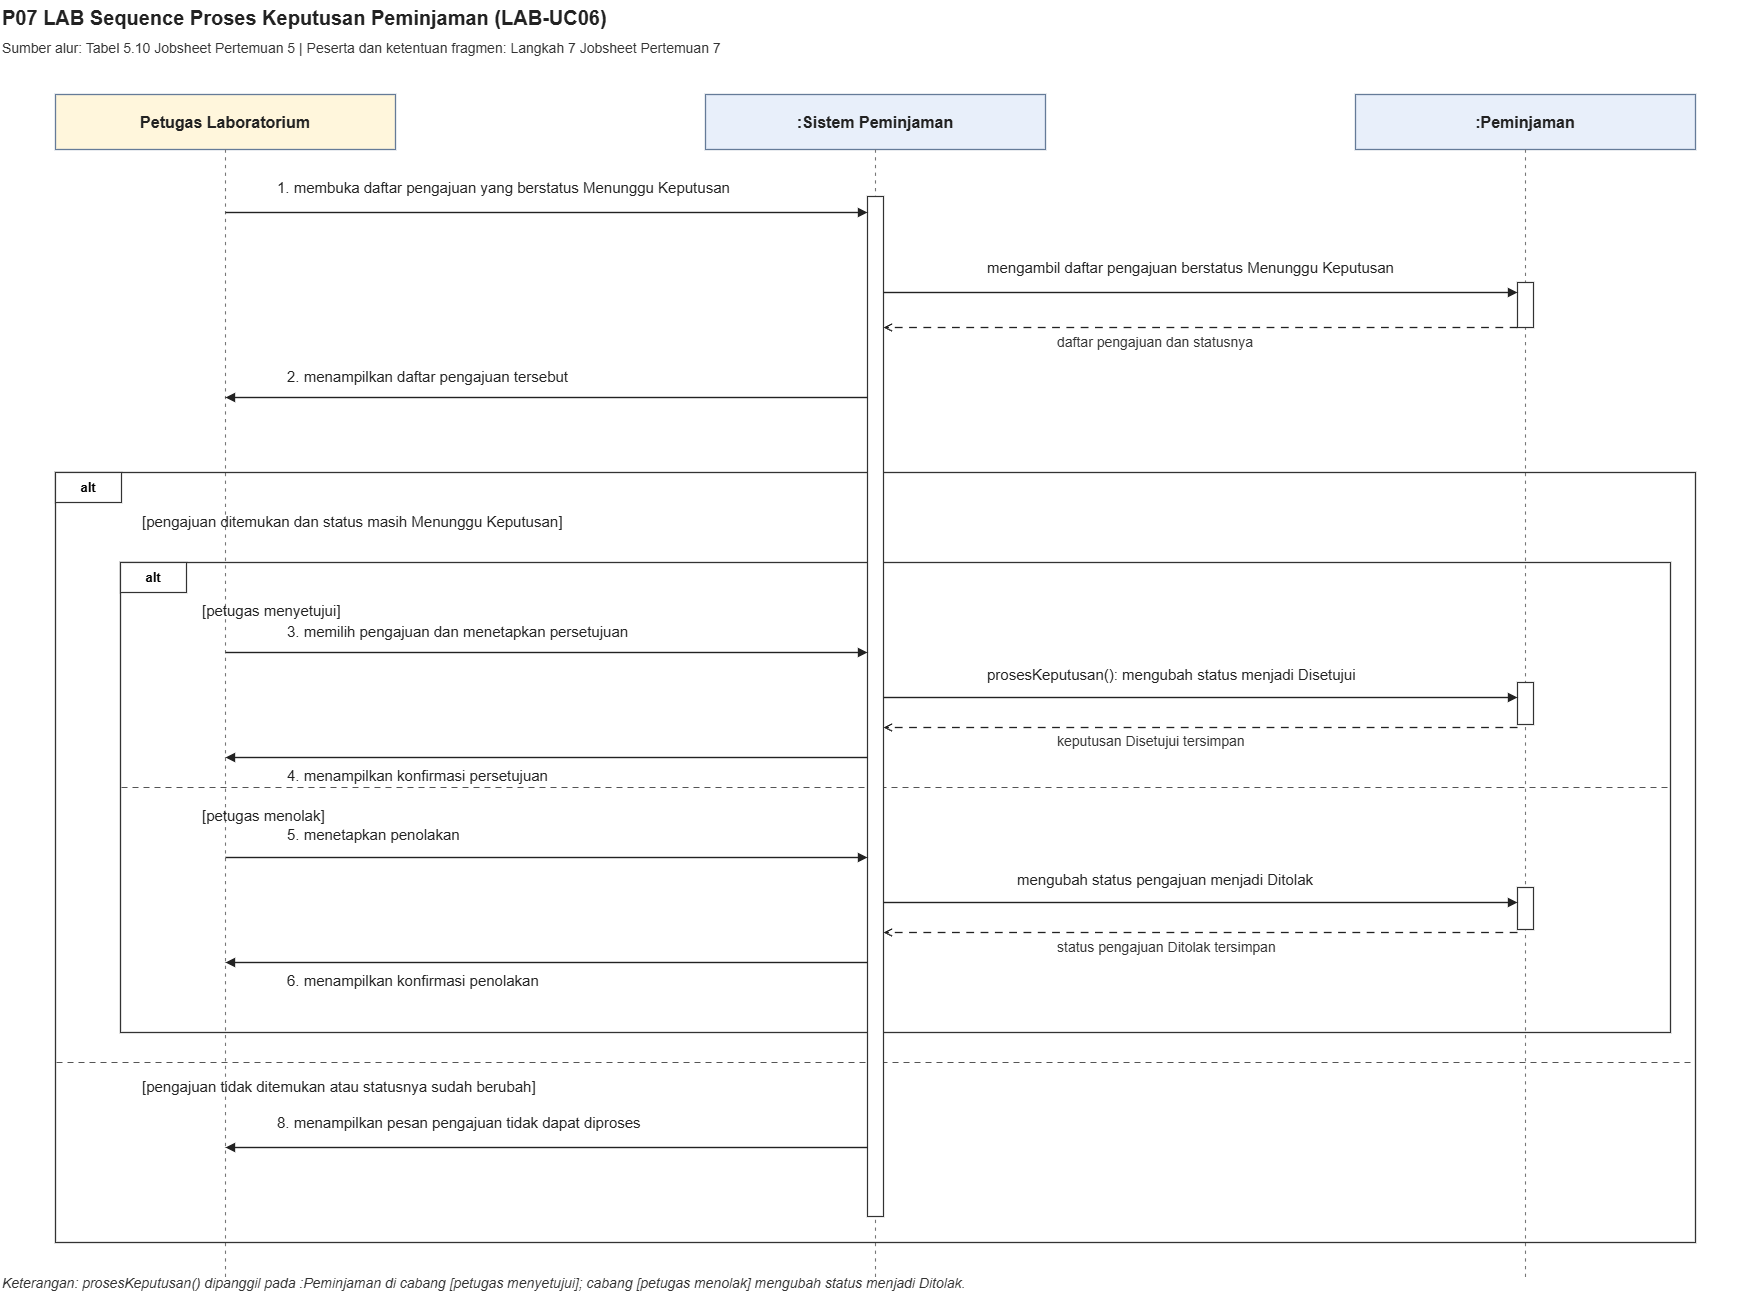 P07 LAB Sequence Proses Keputusan Peminjaman (LAB-UC06)
Sumber alur: Tabel 5.10 Jobsheet Pertemuan 5 | Peserta dan ketentuan fragmen: Langkah 7 Jobsheet Pertemuan 7
Petugas Laboratorium
:Sistem Peminjaman
:Peminjaman
1. membuka daftar pengajuan yang berstatus Menunggu Keputusan
mengambil daftar pengajuan berstatus Menunggu Keputusan
daftar pengajuan dan statusnya
2. menampilkan daftar pengajuan tersebut
alt
[pengajuan ditemukan dan status masih Menunggu Keputusan]
alt
[petugas menyetujui]
3. memilih pengajuan dan menetapkan persetujuan
prosesKeputusan(): mengubah status menjadi Disetujui
keputusan Disetujui tersimpan
4. menampilkan konfirmasi persetujuan
[petugas menolak]
5. menetapkan penolakan
mengubah status pengajuan menjadi Ditolak
status pengajuan Ditolak tersimpan
6. menampilkan konfirmasi penolakan
[pengajuan tidak ditemukan atau statusnya sudah berubah]
8. menampilkan pesan pengajuan tidak dapat diproses
Keterangan: prosesKeputusan() dipanggil pada :Peminjaman di cabang [petugas menyetujui]; cabang [petugas menolak] mengubah status menjadi Ditolak.